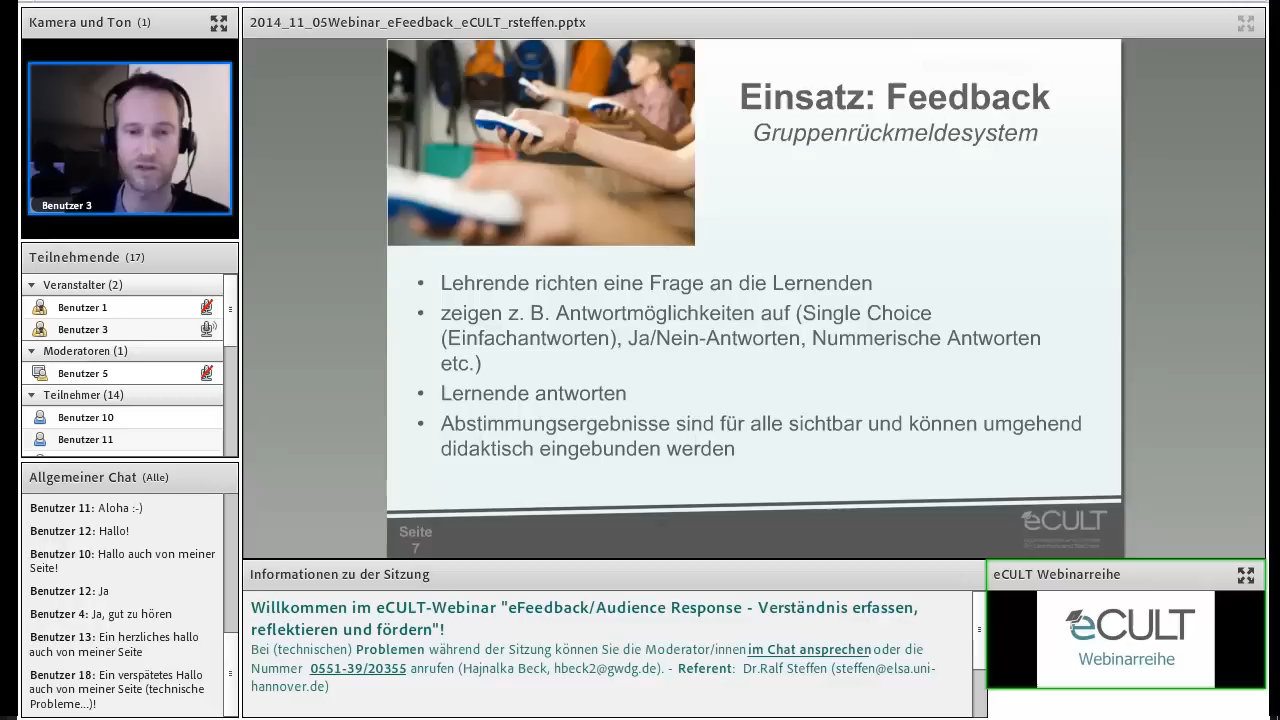 Kamera und Ton (1)
Benutzer 3
Teilnehmende (17)
Veranstalter (2)
Benutzer 1
Benutzer 3
Moderatoren (1)
Benutzer 5
Teilnehmer (14)
Benutzer 10
Benutzer 11
Allgemeiner Chat (Alle)
Benutzer 11: Aloha :-)
Benutzer 12: Hallo!
Benutzer 10: Hallo auch von meiner
Seite!
Benutzer 12: Ja
Benutzer 4: Ja, gut zu hören
Benutzer 13: Ein herzliches hallo
auch von meiner Seite
Benutzer 18: Ein verspätetes Hallo
auch von meiner Seite (technische
Probleme...)!
2014_11_05Webinar_eFeedback_eCULT_rsteffen.pptx
Einsatz: Feedback
Gruppenrückmeldesystem
• Lehrende richten eine Frage an die Lernenden
• zeigen z. B. Antwortmöglichkeiten auf (Single Choice
(Einfachantworten), Ja/Nein-Antworten, Nummerische Antworten
etc.)
• Lernende antworten
• Abstimmungsergebnisse sind für alle sichtbar und können umgehend
didaktisch eingebunden werden
Seite
7
eCULT
Informationen zu der Sitzung
Willkommen im eCULT-Webinar "eFeedback/Audience Response - Verständnis erfassen,
reflektieren und fördern"!
Bei (technischen) Problemen während der Sitzung können Sie die Moderator/innen im Chat ansprechen oder die
Nummer 0551-39/20355 anrufen (Hajnalka Beck, hbeck2@gwdg.de). - Referent: Dr.Ralf Steffen (steffen@elsa.uni-
hannover.de)
eCULT Webinarreihe
eCULT
Webinarreihe